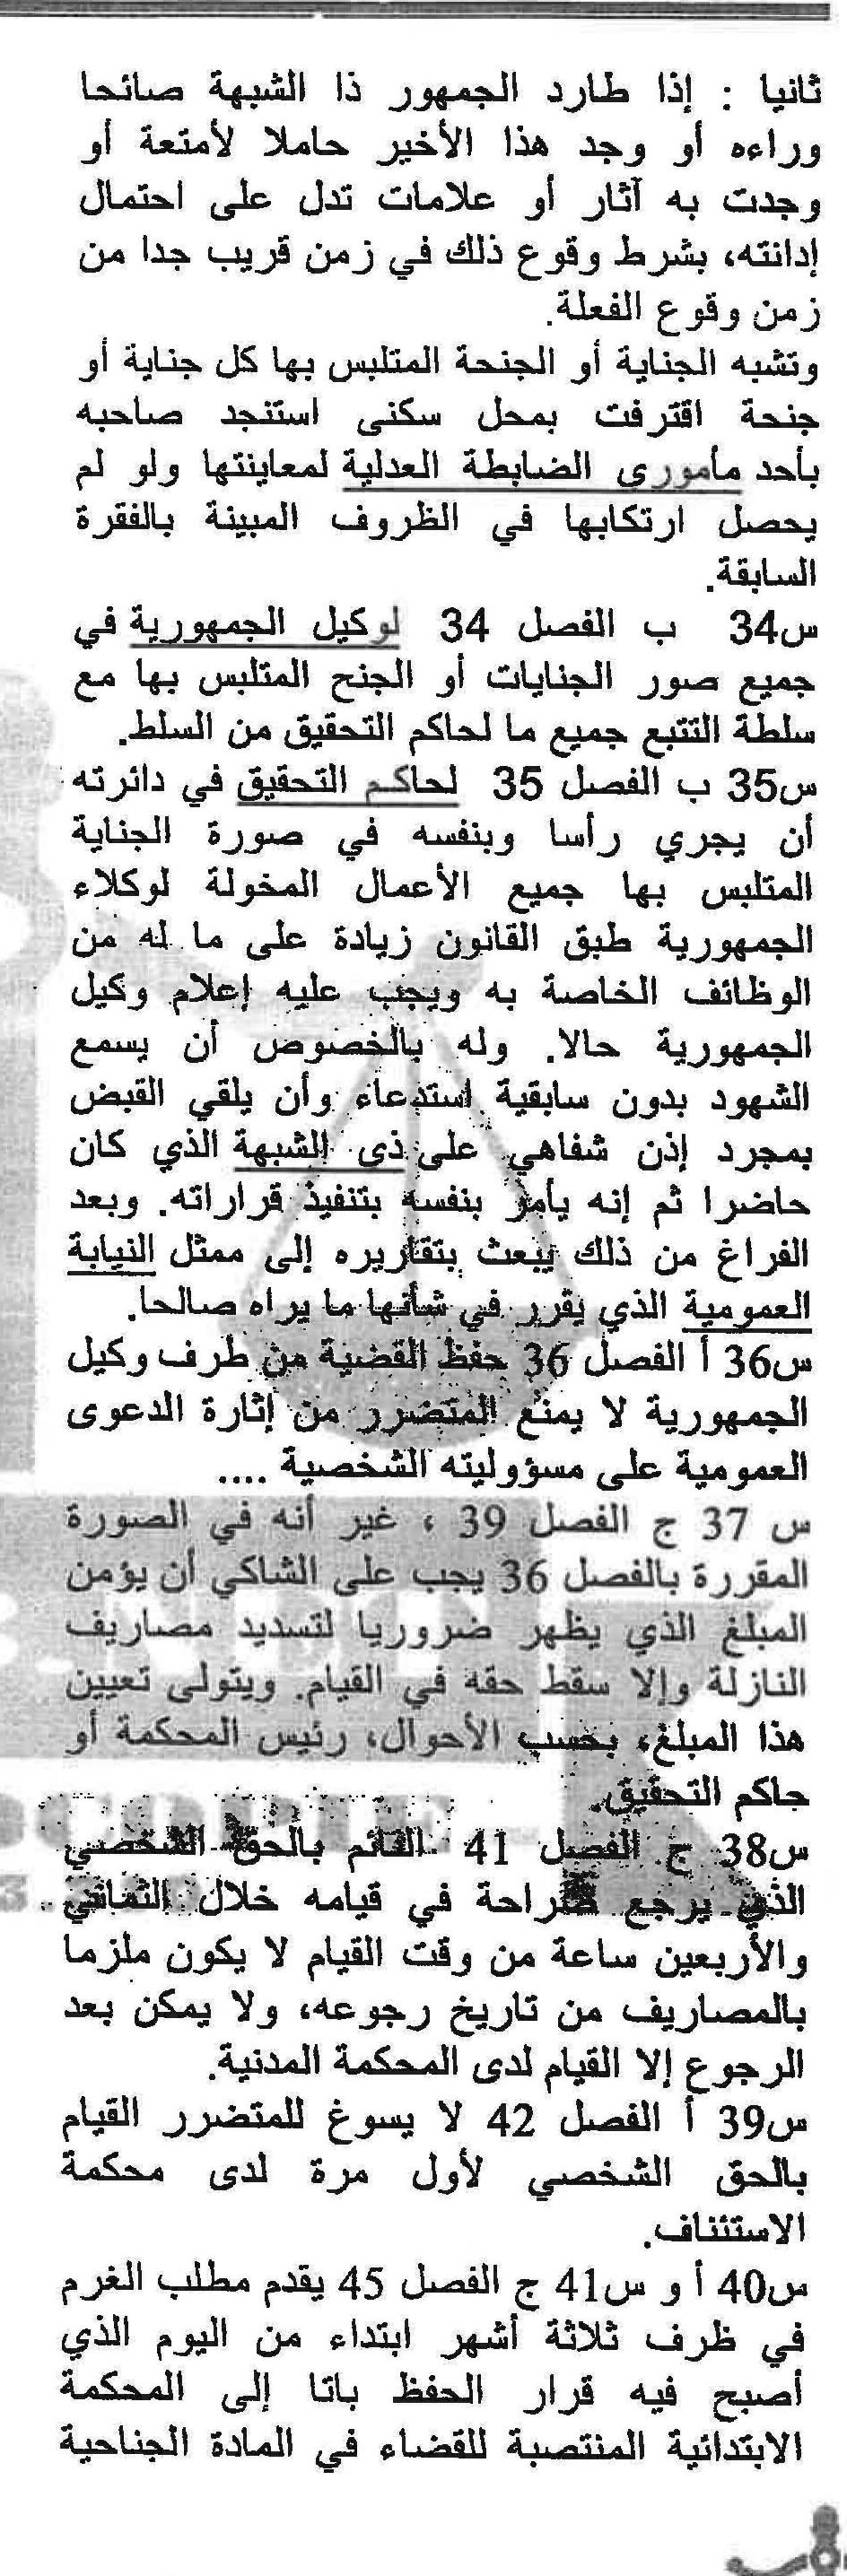 ثانيا : إذا طارد الجمهور ذا الشبهة صائحا
وراءه أو وجد هذا الأخير حاملا لأمتعة أو
وجدت به آثار أو علامات تدل على احتمال
إدانته، بشرط وقوع ذلك في زمن قريب جدا من
زمن وقوع الفعلة.
وتشبه الجناية أو الجنحة المتلبس بها كل جناية أو
جنحة اقترفت بمحل سكنى استنجد صاحبه
بأحد مأموري الضابطة العدلية لمعاينتها ولو لم
يحصل ارتكابها في الظروف المبينة بالفقرة
السابقة.
س34 ب الفصل 34 لوكيل الجمهورية في
جميع صور الجنايات أو الجنح المتلبس بها مع
سلطة التتبع جميع ما لحاكم التحقيق من السلط.
س35 ب الفصل 35 لحاكم التحقيق في دائرته
أن يجري رأسا وبنفسه في صورة الجناية
المتلبس بها جميع الأعمال المخولة لوكلاء
الجمهورية طبق القانون زيادة على ما له من
الوظائف الخاصة به ويجب عليه إعلام وكيل
الجمهورية حالا. وله بالخصوص أن يسمع
الشهود بدون سابقية استدعاء وأن يلقي القبض
بمجرد إذن شفاهي على ذي الشبهة الذي كان
حاضرا ثم إنه يأمر بنفسه بتنفيذ قراراته. وبعد
الفراغ من ذلك يبعث بتقاريره إلى ممثل النيابة
العمومية الذي يقرر في شأنها ما يراه صالحا.
س36 أ الفصل 36 حفظ القضية من طرف وكيل
الجمهورية لا يمنع المتضرر من إثارة الدعوى
العمومية على مسؤوليته الشخصية ....
س 37 ج الفصل 39 ، غير أنه في الصورة
المقررة بالفصل 36 يجب على الشاكي أن يؤمن
المبلغ الذي يظهر ضروريا لتسديد مصاريف
النازلة وإلا سقط حقه في القيام. ويتولى تعيين
هذا المبلغ، بحسب الأحوال، رئيس المحكمة أو
حاكم التحقيق.
س38 ج الفصل 41 القائم بالحق الشخصي
الذي يرجع صراحة في قيامه خلال الثماني
والأربعين ساعة من وقت القيام لا يكون ملزما
بالمصاريف من تاريخ رجوعه، ولا يمكن بعد
الرجوع إلا القيام لدى المحكمة المدنية.
س39 أ الفصل 42 لا يسوغ للمتضرر القيام
بالحق الشخصي لأول مرة لدى محكمة
الاستئناف.
س40 أ و س41 ج الفصل 45 يقدم مطلب الغرم
في ظرف ثلاثة أشهر ابتداء من اليوم الذي
أصبح فيه قرار الحفظ باتا إلى المحكمة
الابتدائية المنتصبة للقضاء في المادة الجناحية